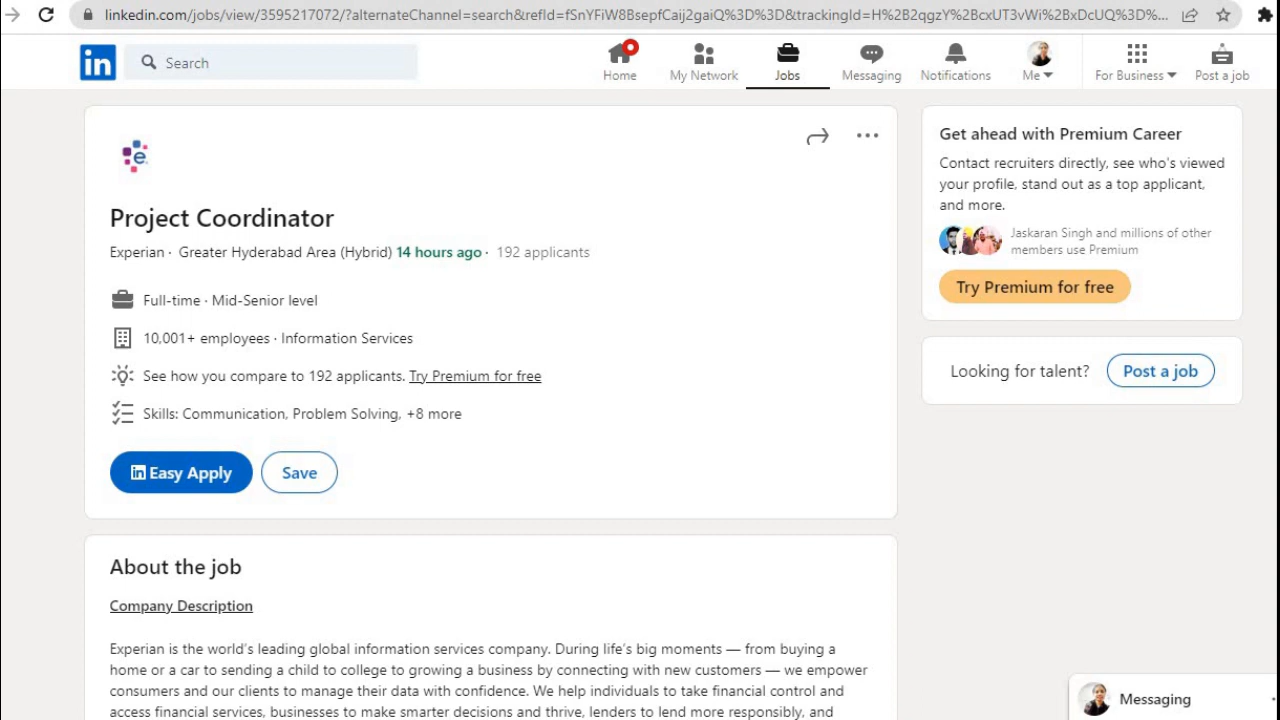 linkedin.com/jobs/view/3595217072/?alternateChannel=search&refId=fSnYFiW8BsepfCaij2gaiQ%3D%3D&trackingId=H%2B2qgzY%2BcxUT3vWi%2BxDcUQ%3D%...
in Search Home My Network Jobs Messaging Notifications Me For Business Post a job
Project Coordinator
Experian · Greater Hyderabad Area (Hybrid) 14 hours ago · 192 applicants
Full-time · Mid-Senior level
10,001+ employees · Information Services
See how you compare to 192 applicants. Try Premium for free
Skills: Communication, Problem Solving, +8 more
in Easy Apply Save
Get ahead with Premium Career
Contact recruiters directly, see who's viewed
your profile, stand out as a top applicant,
and more.
Jaskaran Singh and millions of other
members use Premium
Try Premium for free
Looking for talent? Post a job
About the job
Company Description
Experian is the world's leading global information services company. During life's big moments — from buying a
home or a car to sending a child to college to growing a business by connecting with new customers — we empower
consumers and our clients to manage their data with confidence. We help individuals to take financial control and
access financial services, businesses to make smarter decisions and thrive, lenders to lend more responsibly, and
Messaging